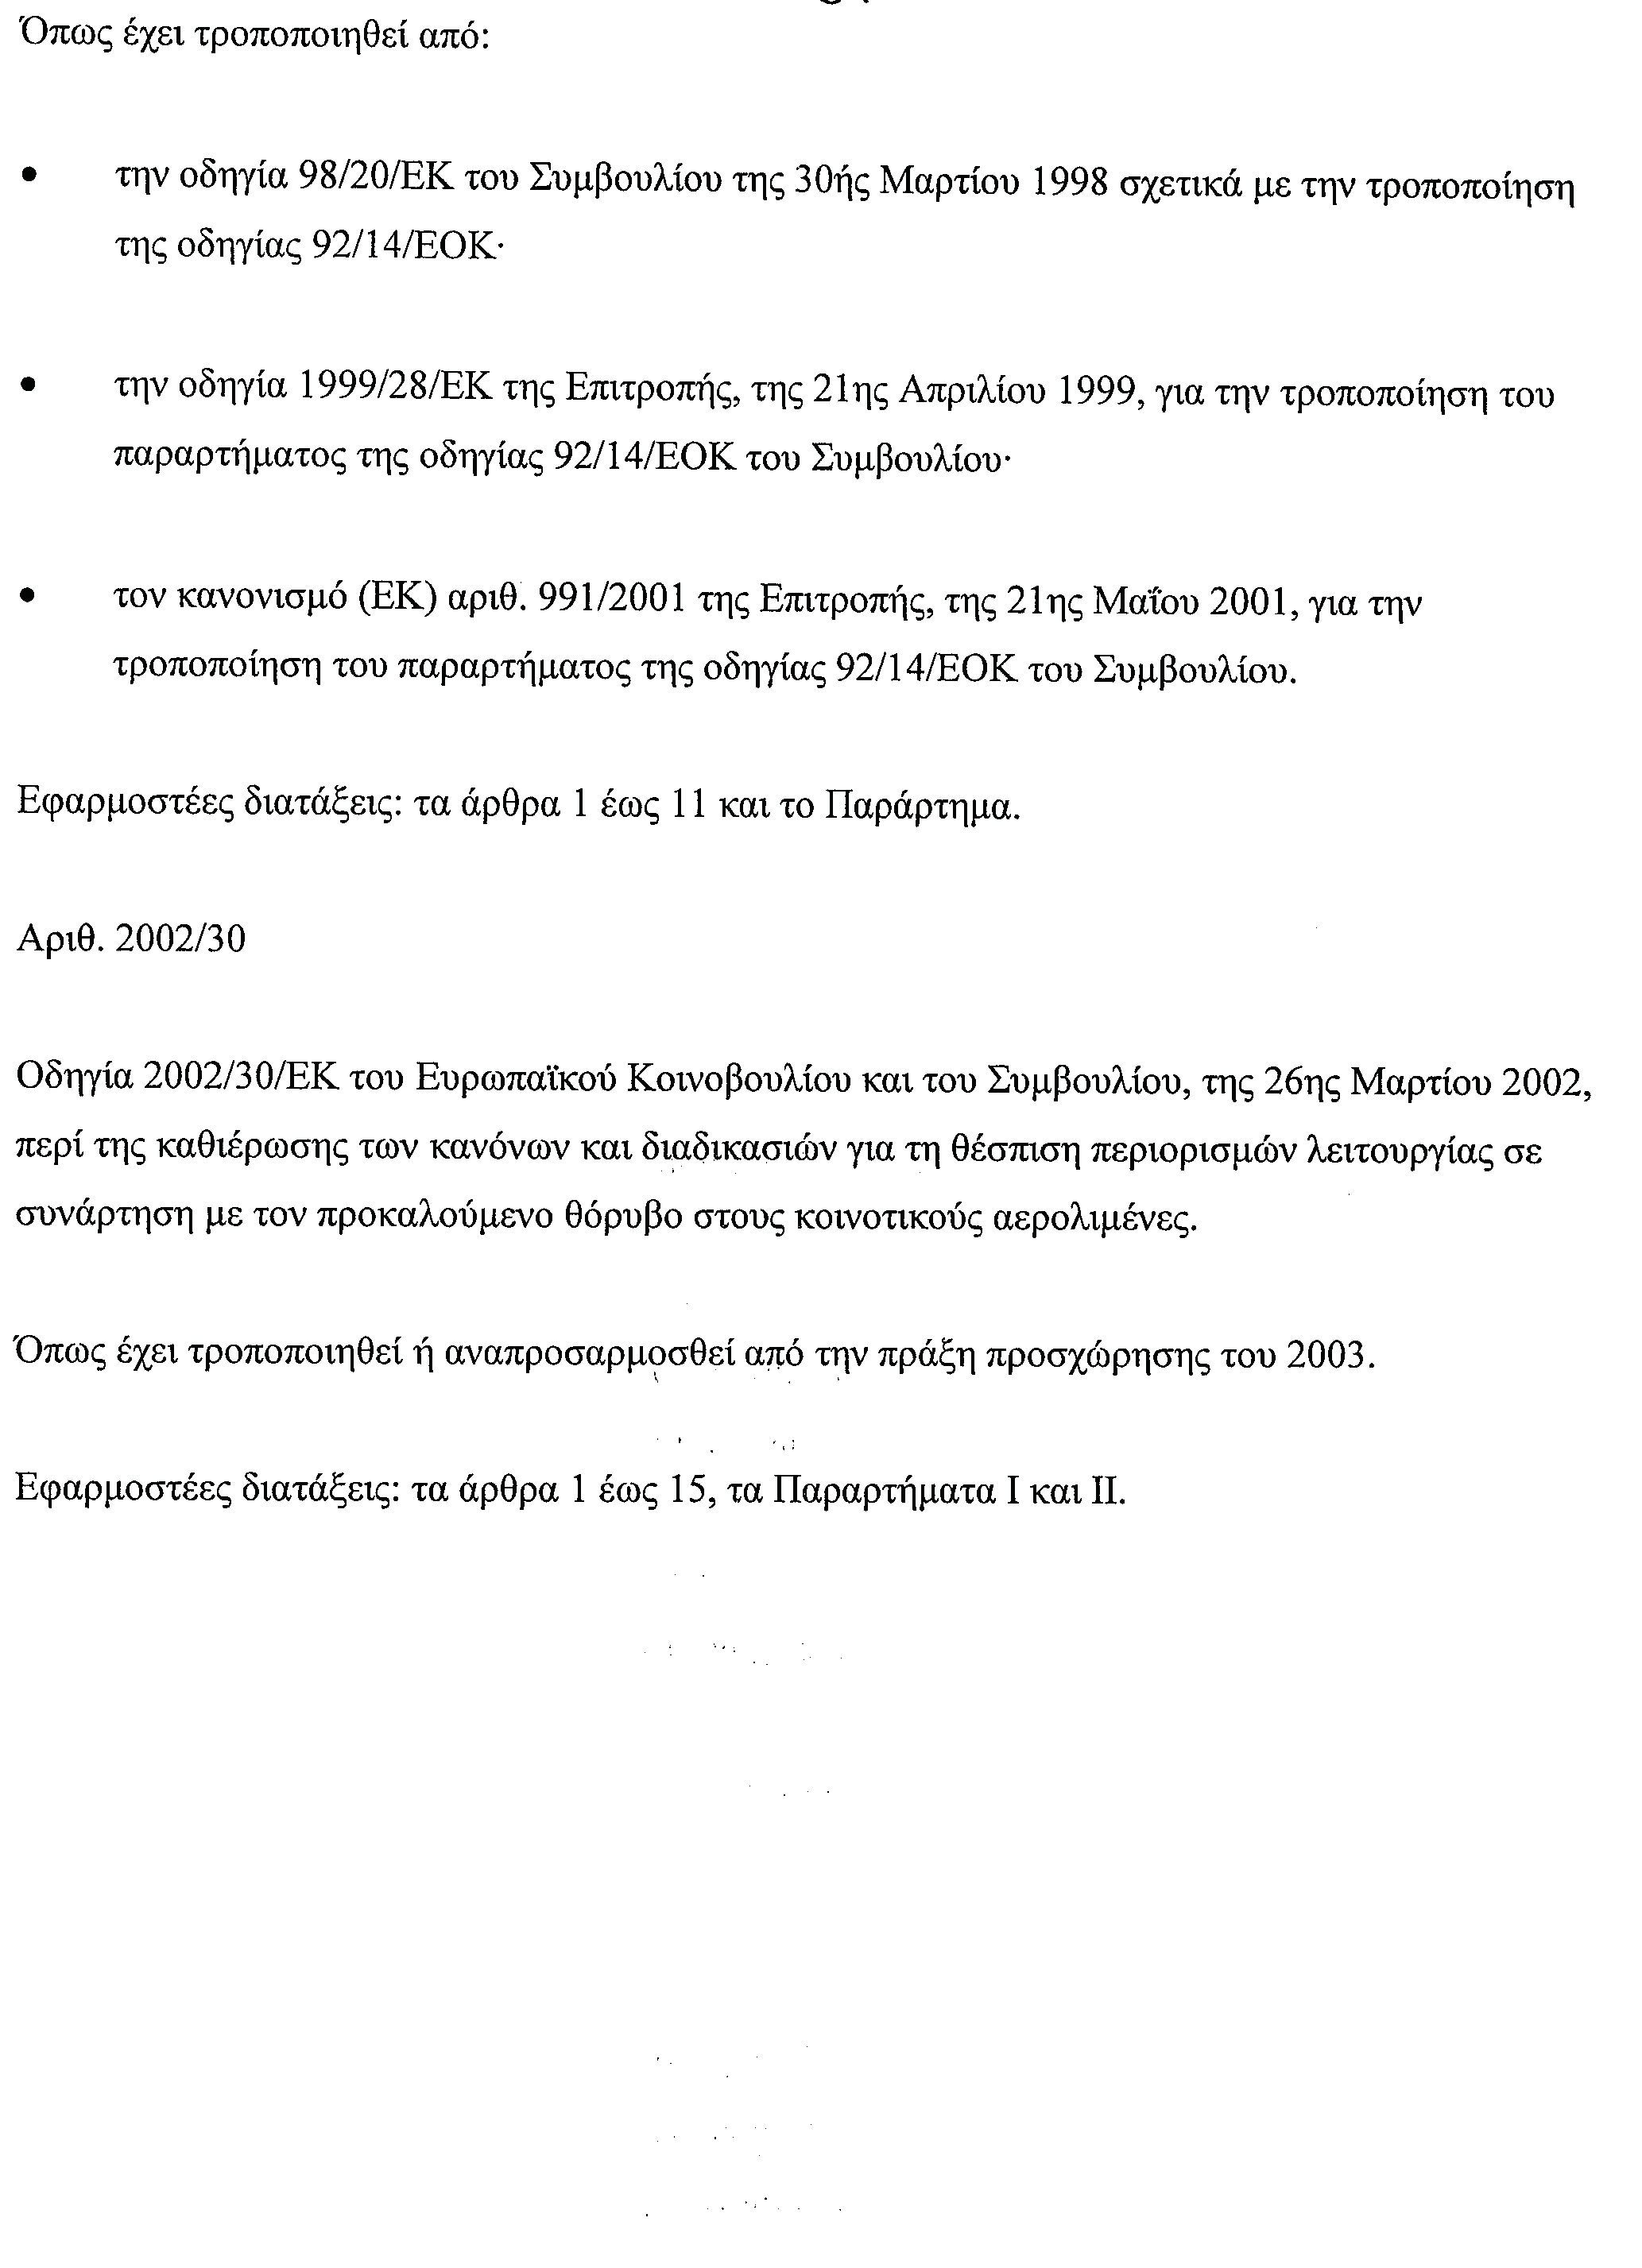 Όπως έχει τροποποιηθεί από:
• την οδηγία 98/20/ΕΚ του Συμβουλίου της 30ής Μαρτίου 1998 σχετικά με την τροποποίηση
της οδηγίας 92/14/ΕΟΚ·
• την οδηγία 1999/28/ΕΚ της Επιτροπής, της 21ης Απριλίου 1999, για την τροποποίηση του
παραρτήματος της οδηγίας 92/14/ΕΟΚ του Συμβουλίου·
• τον κανονισμό (ΕΚ) αριθ. 991/2001 της Επιτροπής, της 21ης Μαΐου 2001, για την
τροποποίηση του παραρτήματος της οδηγίας 92/14/ΕΟΚ του Συμβουλίου.
Εφαρμοστέες διατάξεις: τα άρθρα 1 έως 11 και το Παράρτημα.
Αριθ. 2002/30
Οδηγία 2002/30/ΕΚ του Ευρωπαϊκού Κοινοβουλίου και του Συμβουλίου, της 26ης Μαρτίου 2002,
περί της καθιέρωσης των κανόνων και διαδικασιών για τη θέσπιση περιορισμών λειτουργίας σε
συνάρτηση με τον προκαλούμενο θόρυβο στους κοινοτικούς αερολιμένες.
Όπως έχει τροποποιηθεί ή αναπροσαρμοσθεί από την πράξη προσχώρησης του 2003.
Εφαρμοστέες διατάξεις: τα άρθρα 1 έως 15, τα Παραρτήματα Ι και ΙΙ.